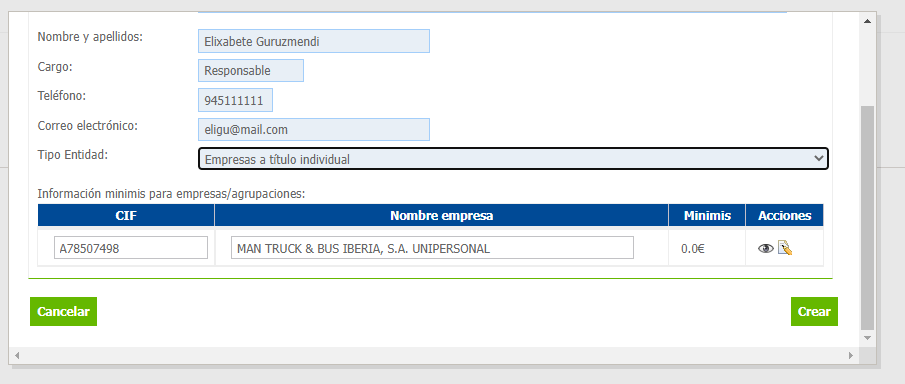 Nombre y apellidos: Elixabete Guruzmendi
Cargo: Responsable
Teléfono: 945111111
Correo electrónico: eligu@mail.com
Tipo Entidad: Empresas a título individual
Información minimis para empresas/agrupaciones:
CIF Nombre empresa Minimis Acciones
A78507498 MAN TRUCK & BUS IBERIA, S.A. UNIPERSONAL 0.0€
Cancelar Crear